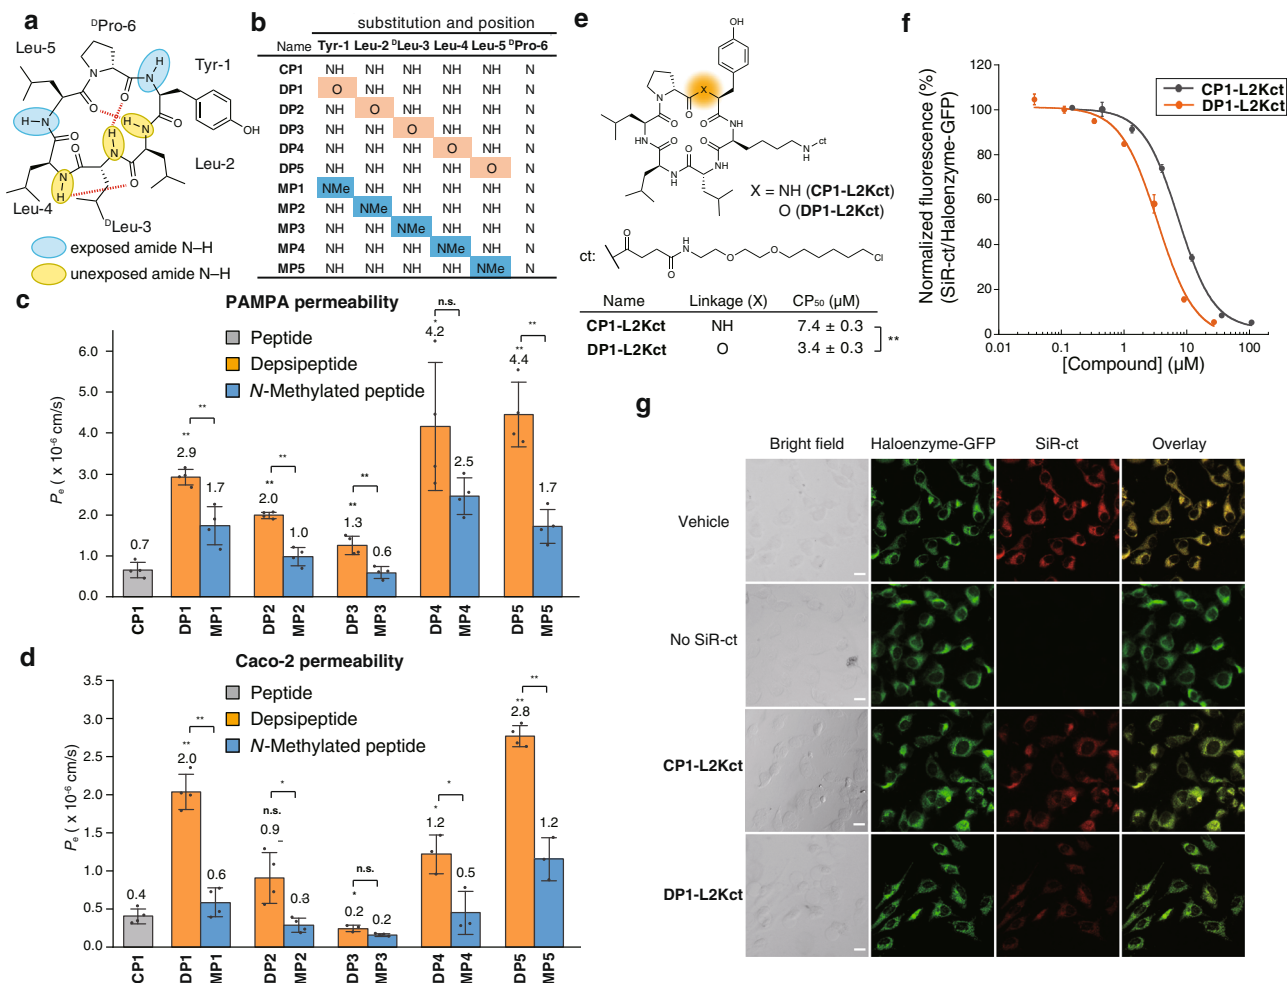 a
ᴰPro-6
Leu-5
Tyr-1
Leu-2
Leu-4
ᴰLeu-3
exposed amide N–H
unexposed amide N–H
b
substitution and position
Name Tyr-1 Leu-2 ᴰLeu-3 Leu-4 Leu-5 ᴰPro-6
CP1 NH NH NH NH NH N
DP1 O NH NH NH NH N
DP2 NH O NH NH NH N
DP3 NH NH O NH NH N
DP4 NH NH NH O NH N
DP5 NH NH NH NH O N
MP1 NMe NH NH NH NH N
MP2 NH NMe NH NH NH N
MP3 NH NH NMe NH NH N
MP4 NH NH NH NMe NH N
MP5 NH NH NH NH NMe N
c
PAMPA permeability
Peptide
Depsipeptide
N-Methylated peptide
Pe ( x 10⁻⁶ cm/s)
6.0
5.0
4.0
3.0
2.0
1.0
0.0
0.7
** 2.9 ** 1.7
** 2.0 ** 1.0
** 1.3 ** 0.6
* 4.2 n.s. 2.5
** 4.4 ** 1.7
CP1 DP1 MP1 DP2 MP2 DP3 MP3 DP4 MP4 DP5 MP5
d
Caco-2 permeability
Peptide
Depsipeptide
N-Methylated peptide
Pe ( x 10⁻⁶ cm/s)
3.5
3.0
2.5
2.0
1.5
1.0
0.5
0.0
0.4
** 2.0 ** 0.6
n.s. 0.9 * 0.3
* 0.2 n.s. 0.2
* 1.2 * 0.5
** 2.8 ** 1.2
CP1 DP1 MP1 DP2 MP2 DP3 MP3 DP4 MP4 DP5 MP5
e
OH
X
ct
X = NH (CP1-L2Kct)
O (DP1-L2Kct)
ct:
Cl
Name Linkage (X) CP₅₀ (μM)
CP1-L2Kct NH 7.4 ± 0.3
DP1-L2Kct O 3.4 ± 0.3
**
f
Normalized fluorescence (%)
(SiR-ct/Haloenzyme-GFP)
120
100
80
60
40
20
0
0.01 0.1 1 10 100
[Compound] (μM)
CP1-L2Kct
DP1-L2Kct
g
Bright field Haloenzyme-GFP SiR-ct Overlay
Vehicle
No SiR-ct
CP1-L2Kct
DP1-L2Kct